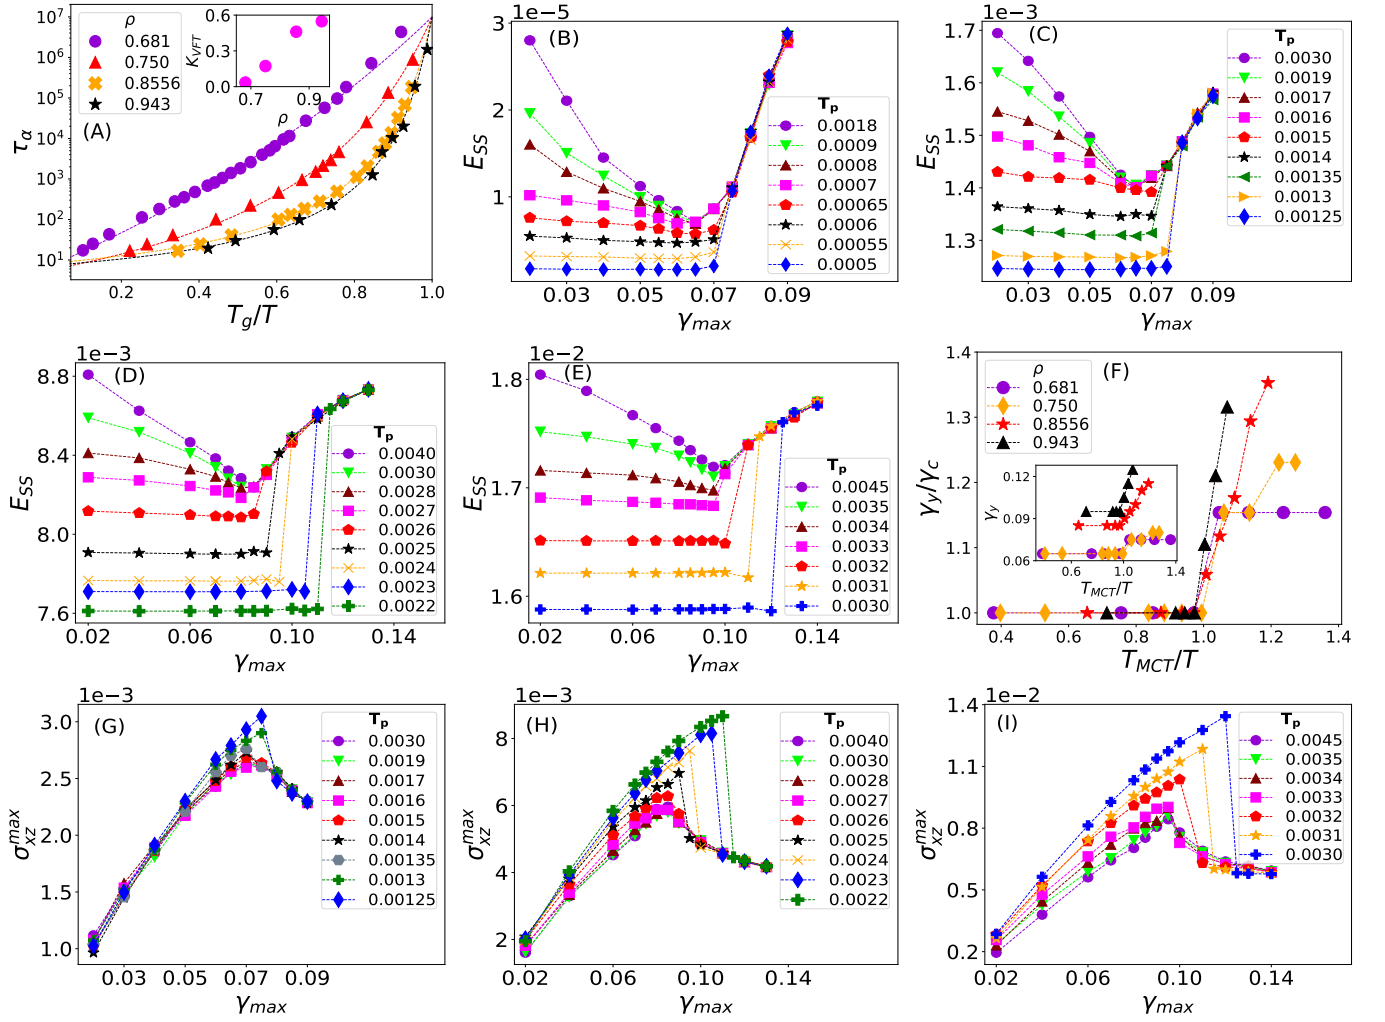 (A)
ρ
0.681
0.750
0.8556
0.943
K_VFT
0.6
0.3
0.0
0.7 0.9
ρ
τ_α
10^7
10^6
10^5
10^4
10^3
10^2
10^1
0.2 0.4 0.6 0.8 1.0
T_g/T
1e-5
(B)
E_SS
3
2
1
0.03 0.05 0.07 0.09
γ_max
T_p
0.0018
0.0009
0.0008
0.0007
0.00065
0.0006
0.00055
0.0005
1e-3
(C)
E_SS
1.7
1.6
1.5
1.4
1.3
0.03 0.05 0.07 0.09
γ_max
T_p
0.0030
0.0019
0.0017
0.0016
0.0015
0.0014
0.00135
0.0013
0.00125
1e-3
(D)
E_SS
8.8
8.4
8.0
7.6
0.02 0.06 0.10 0.14
γ_max
T_p
0.0040
0.0030
0.0028
0.0027
0.0026
0.0025
0.0024
0.0023
0.0022
1e-2
(E)
E_SS
1.8
1.7
1.6
0.02 0.06 0.10 0.14
γ_max
T_p
0.0045
0.0035
0.0034
0.0033
0.0032
0.0031
0.0030
(F)
ρ
0.681
0.750
0.8556
0.943
γ_y/γ_c
1.4
1.3
1.2
1.1
1.0
0.4 0.6 0.8 1.0 1.2 1.4
T_MCT/T
γ_y
0.12
0.09
0.06
0.6 1.0 1.4
T_MCT/T
1e-3
(G)
σ_xz^max
3.0
2.5
2.0
1.5
1.0
0.03 0.05 0.07 0.09
γ_max
T_p
0.0030
0.0019
0.0017
0.0016
0.0015
0.0014
0.00135
0.0013
0.00125
1e-3
(H)
σ_xz^max
8
6
4
2
0.02 0.06 0.10 0.14
γ_max
T_p
0.0040
0.0030
0.0028
0.0027
0.0026
0.0025
0.0024
0.0023
0.0022
1e-2
(I)
σ_xz^max
1.4
1.1
0.8
0.5
0.2
0.02 0.06 0.10 0.14
γ_max
T_p
0.0045
0.0035
0.0034
0.0033
0.0032
0.0031
0.0030